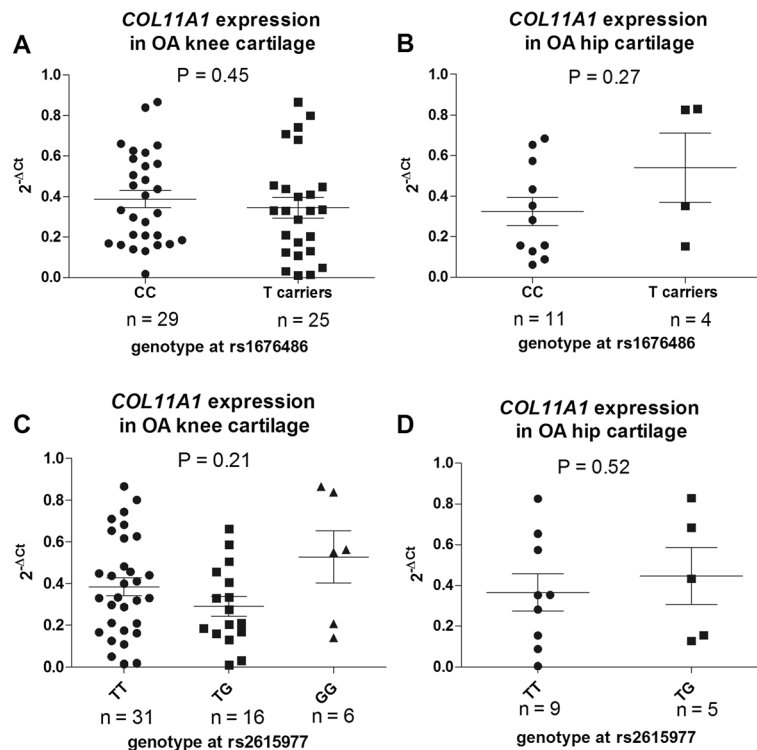 A
COL11A1 expression
in OA knee cartilage
P = 0.45
2^-ΔCt
1.0
0.8
0.6
0.4
0.2
0.0
CC
T carriers
n = 29
n = 25
genotype at rs1676486
B
COL11A1 expression
in OA hip cartilage
P = 0.27
2^-ΔCt
1.0
0.8
0.6
0.4
0.2
0.0
CC
T carriers
n = 11
n = 4
genotype at rs1676486
C
COL11A1 expression
in OA knee cartilage
P = 0.21
2^-ΔCt
1.0
0.8
0.6
0.4
0.2
0.0
TT
TG
GG
n = 31
n = 16
n = 6
genotype at rs2615977
D
COL11A1 expression
in OA hip cartilage
P = 0.52
2^-ΔCt
1.0
0.8
0.6
0.4
0.2
0.0
TT
TG
n = 9
n = 5
genotype at rs2615977